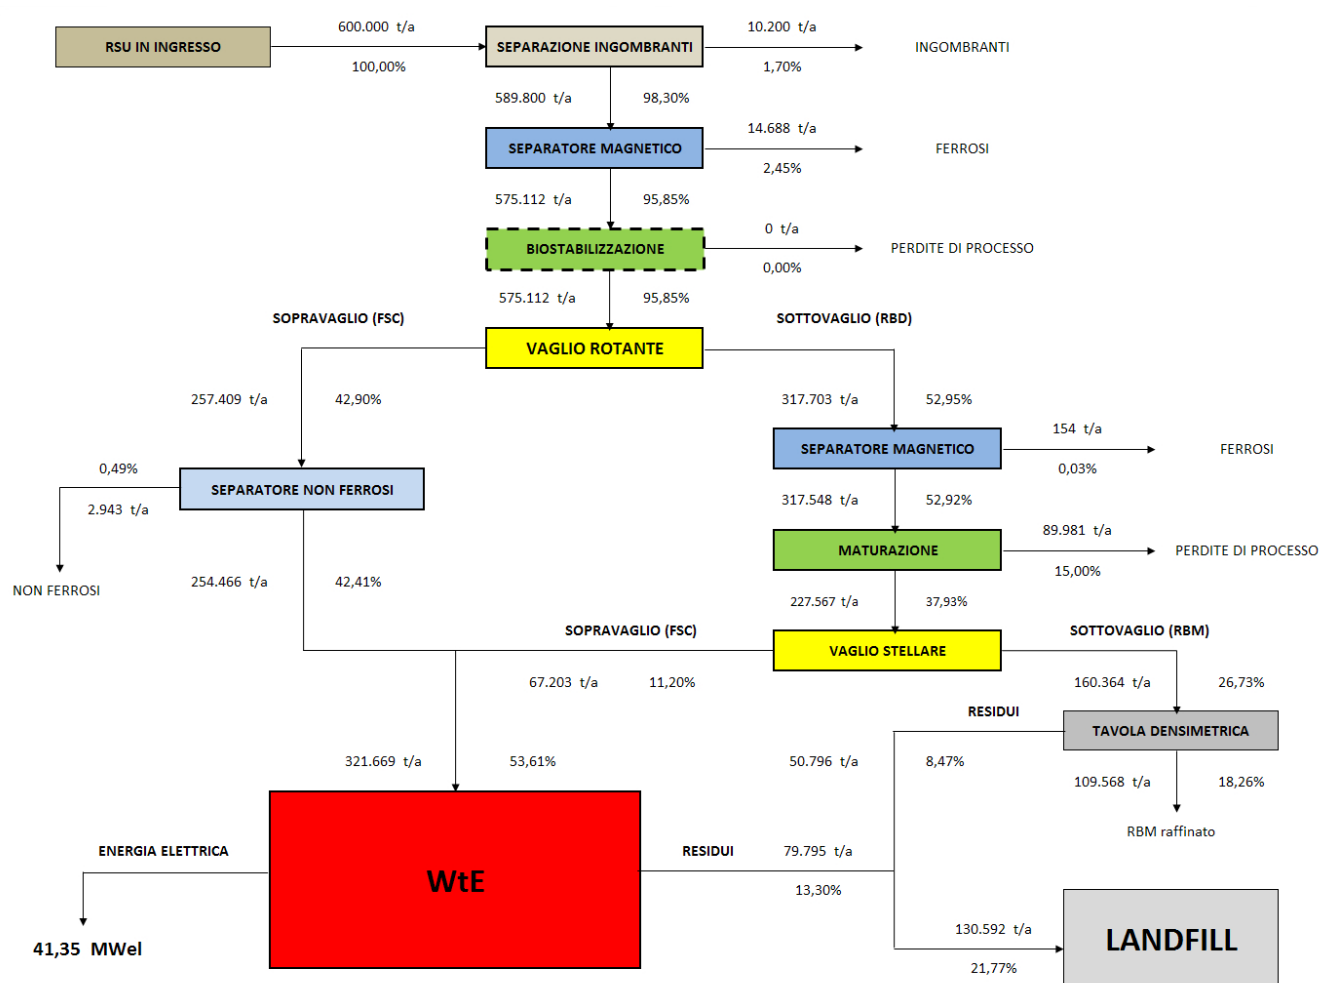 600.000 t/a
10.200 t/a
RSU IN INGRESSO
SEPARAZIONE INGOMBRANTI
INGOMBRANTI
100,00%
1,70%
589.800 t/a
98,30%
14.688 t/a
SEPARATORE MAGNETICO
FERROSI
2,45%
575.112 t/a
95,85%
0 t/a
BIOSTABILIZZAZIONE
PERDITE DI PROCESSO
0,00%
575.112 t/a
95,85%
SOPRAVAGLIO (FSC)
SOTTOVAGLIO (RBD)
VAGLIO ROTANTE
257.409 t/a
42,90%
317.703 t/a
52,95%
154 t/a
SEPARATORE MAGNETICO
FERROSI
0,03%
0,49%
SEPARATORE NON FERROSI
2.943 t/a
317.548 t/a
52,92%
89.981 t/a
MATURAZIONE
PERDITE DI PROCESSO
15,00%
254.466 t/a
42,41%
NON FERROSI
227.567 t/a
37,93%
SOPRAVAGLIO (FSC)
SOTTOVAGLIO (RBM)
VAGLIO STELLARE
67.203 t/a
11,20%
160.364 t/a
26,73%
RESIDUI
TAVOLA DENSIMETRICA
321.669 t/a
53,61%
50.796 t/a
8,47%
109.568 t/a
18,26%
RBM raffinato
ENERGIA ELETTRICA
WtE
RESIDUI
79.795 t/a
13,30%
41,35 MWel
130.592 t/a
LANDFILL
21,77%